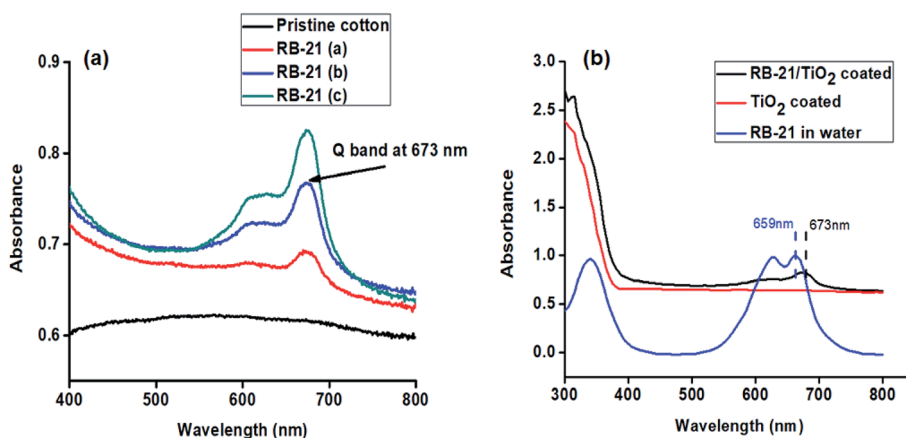 (a)
Pristine cotton
RB-21 (a)
RB-21 (b)
RB-21 (c)
Q band at 673 nm
0.9
0.8
0.7
0.6
Absorbance
400 500 600 700 800
Wavelength (nm)
(b)
RB-21/TiO₂ coated
TiO₂ coated
RB-21 in water
659nm 673nm
3.0
2.5
2.0
1.5
1.0
0.5
0.0
Absorbance
300 400 500 600 700 800
Wavelength (nm)